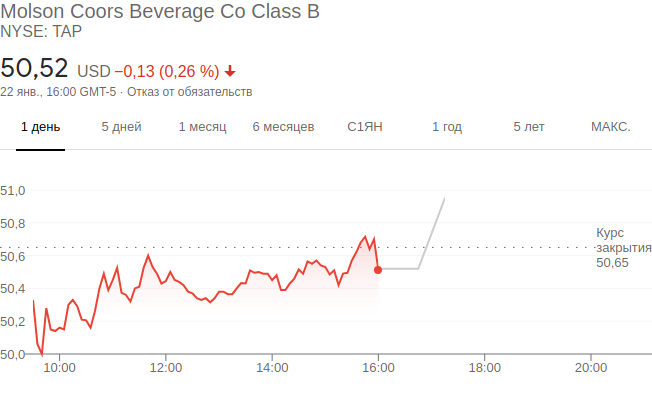 Molson Coors Beverage Co Class B
NYSE: TAP
50,52 USD −0,13 (0,26 %)
22 янв., 16:00 GMT-5 · Отказ от обязательств
1 день 5 дней 1 месяц 6 месяцев С1ЯН 1 год 5 лет МАКС.
51,0
50,8
Курс
закрытия
50,65
50,6
50,4
50,2
50,0
10:00 12:00 14:00 16:00 18:00 20:00